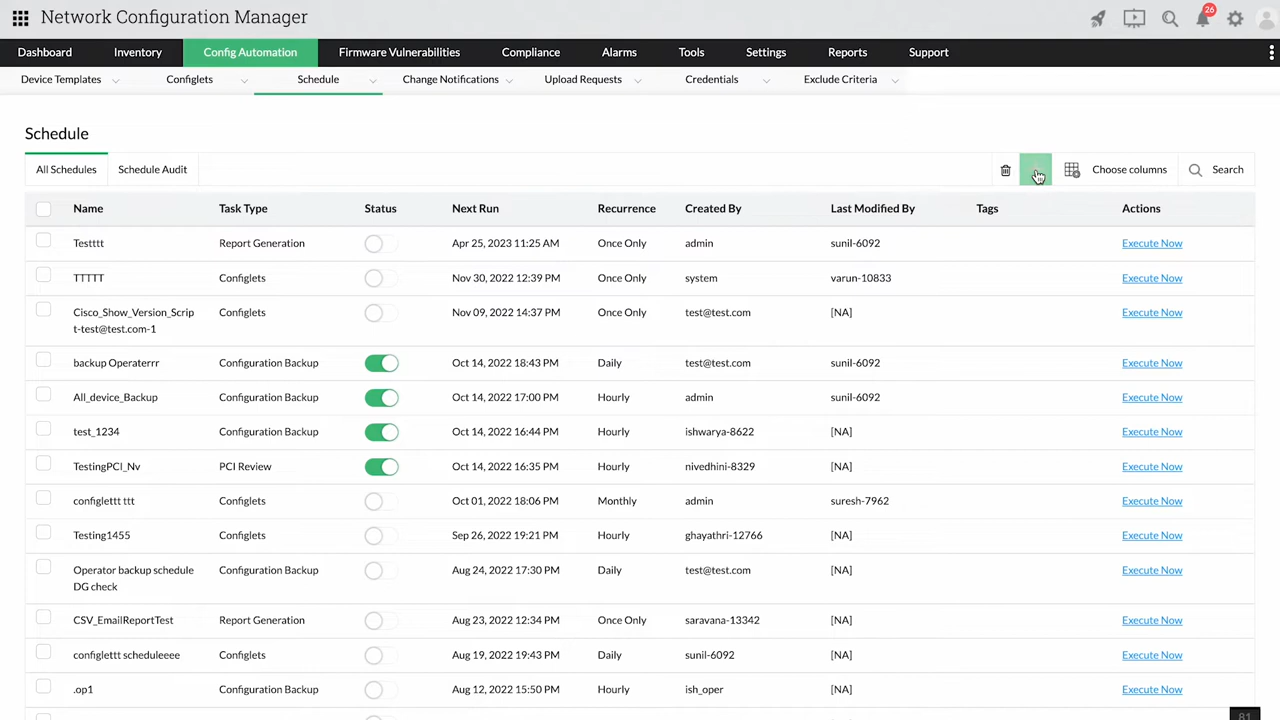 Network Configuration Manager
26
Dashboard Inventory Config Automation Firmware Vulnerabilities Compliance Alarms Tools Settings Reports Support
Device Templates Configlets Schedule Change Notifications Upload Requests Credentials Exclude Criteria
Schedule
All Schedules Schedule Audit Choose columns Search
Name Task Type Status Next Run Recurrence Created By Last Modified By Tags Actions
Testttt Report Generation Apr 25, 2023 11:25 AM Once Only admin sunil-6092 Execute Now
TTTTT Configlets Nov 30, 2022 12:39 PM Once Only system varun-10833 Execute Now
Cisco_Show_Version_Scrip Configlets Nov 09, 2022 14:37 PM Once Only test@test.com [NA] Execute Now
t-test@test.com-1
backup Operaterrr Configuration Backup Oct 14, 2022 18:43 PM Daily test@test.com sunil-6092 Execute Now
All_device_Backup Configuration Backup Oct 14, 2022 17:00 PM Hourly admin sunil-6092 Execute Now
test_1234 Configuration Backup Oct 14, 2022 16:44 PM Hourly ishwarya-8622 [NA] Execute Now
TestingPCI_Nv PCI Review Oct 14, 2022 16:35 PM Hourly nivedhini-8329 [NA] Execute Now
configlettt ttt Configlets Oct 01, 2022 18:06 PM Monthly admin suresh-7962 Execute Now
Testing1455 Configlets Sep 26, 2022 19:21 PM Hourly ghayathri-12766 [NA] Execute Now
Operator backup schedule Configuration Backup Aug 24, 2022 17:30 PM Daily test@test.com [NA] Execute Now
DG check
CSV_EmailReportTest Report Generation Aug 23, 2022 12:34 PM Once Only saravana-13342 [NA] Execute Now
configlettt scheduleeee Configlets Aug 19, 2022 19:43 PM Daily sunil-6092 [NA] Execute Now
.op1 Configuration Backup Aug 12, 2022 15:50 PM Hourly ish_oper [NA] Execute Now